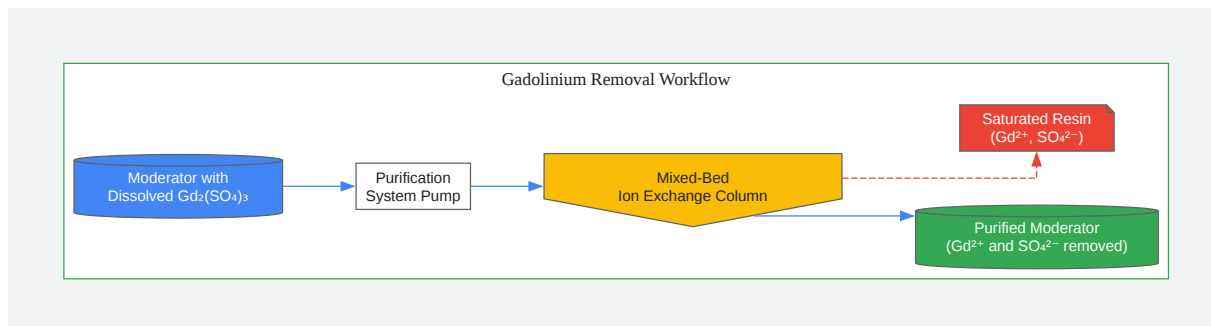 Gadolinium Removal Workflow
Moderator with
Dissolved Gd₂(SO₄)₃
Purification
System Pump
Mixed-Bed
Ion Exchange Column
Saturated Resin
(Gd²⁺, SO₄²⁻)
Purified Moderator
(Gd²⁺ and SO₄²⁻ removed)